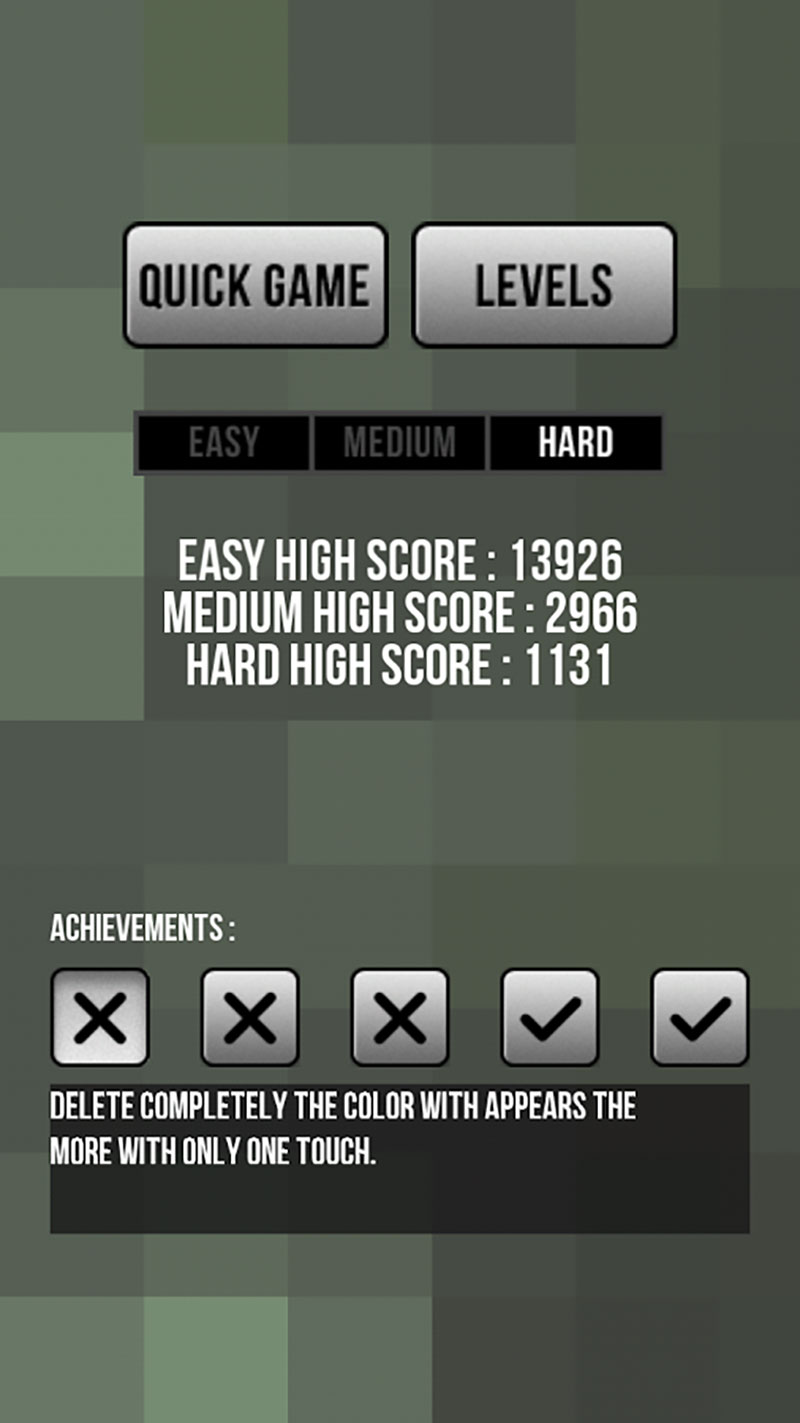 QUICK GAME
LEVELS
EASY
MEDIUM
HARD
EASY HIGH SCORE : 13926
MEDIUM HIGH SCORE : 2966
HARD HIGH SCORE : 1131
ACHIEVEMENTS :
DELETE COMPLETELY THE COLOR WITH APPEARS THE
MORE WITH ONLY ONE TOUCH.